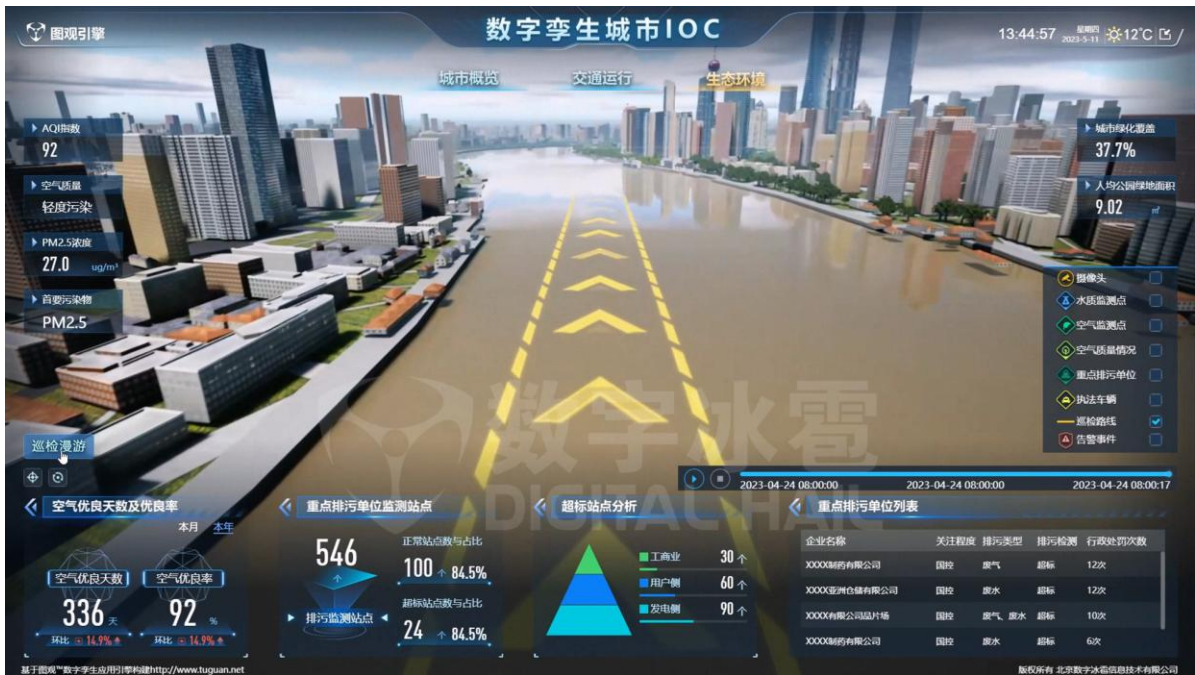 图观引擎
数字孪生城市IOC
13:44:57
星期四
2023-5-11
12°C
城市概览
交通运行
生态环境
AQI指数
92
空气质量
轻度污染
PM2.5浓度
27.0 ug/m³
首要污染物
PM2.5
城市绿化覆盖
37.7%
人均公园绿地面积
9.02 ㎡
摄像头
水质监测点
空气监测点
空气质量情况
重点排污单位
执法车辆
巡检路线
告警事件
巡检漫游
数字冰雹
DIGITAL HAIL
2023-04-24 08:00:00
2023-04-24 08:00:00
2023-04-24 08:00:17
空气优良天数及优良率
本月 本年
空气优良天数
336 天
环比 14.9%
空气优良率
92 %
环比 14.9%
重点排污单位监测站点
546
排污监测站点
正常站点数与占比
100 84.5%
超标站点数与占比
24 84.5%
超标站点分析
工商业 30 个
用户侧 60 个
发电侧 90 个
重点排污单位列表
企业名称 关注程度 排污类型 排污检测 行政处罚次数
XXXX制药有限公司 国控 废气 超标 12次
XXXX亚洲仓储有限公司 国控 废水 超标 12次
XXXX有限公司晶片场 国控 废气、废水 超标 10次
XXXX制药有限公司 国控 废水 超标 6次
基于图观™数字孪生应用引擎构建http://www.tuguan.net
版权所有 北京数字冰雹信息技术有限公司